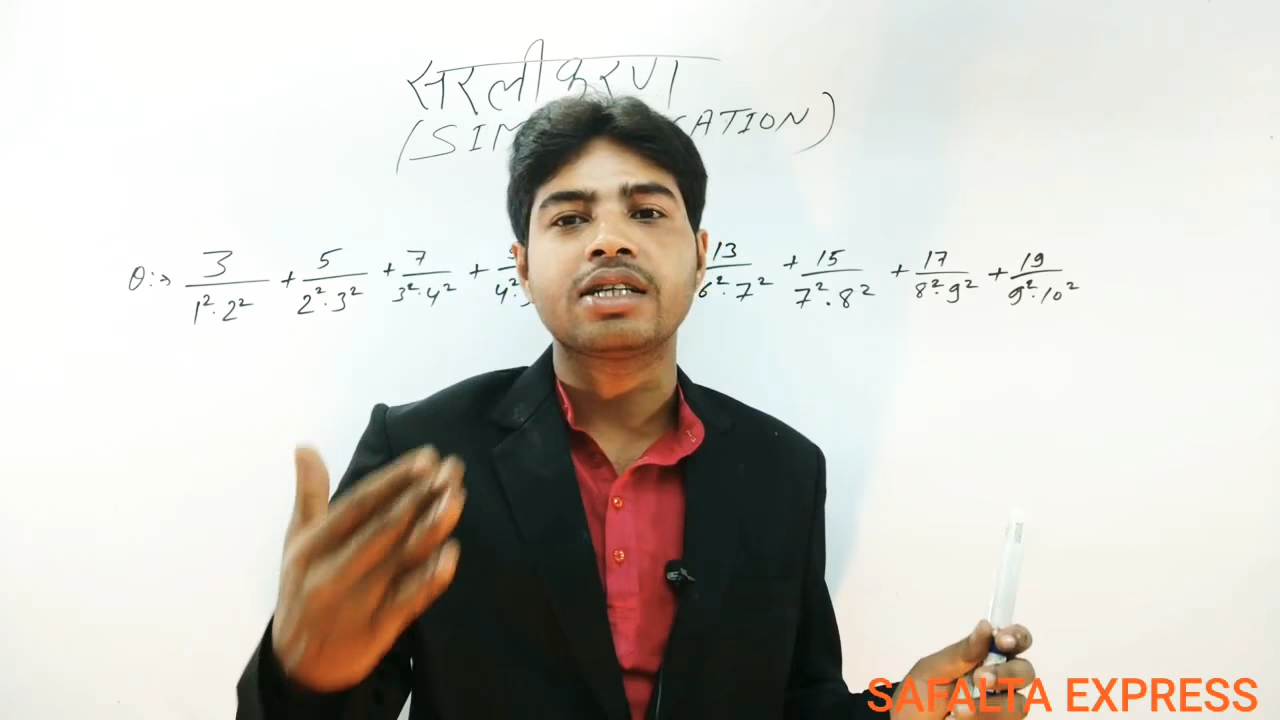 सरलीकरण
(SIM CATION)
Q:→ 3/1².2² + 5/2².3² + 7/3².4² + 4². 13/6².7² + 15/7².8² + 17/8².9² + 19/9².10²
SAFALTA EXPRESS